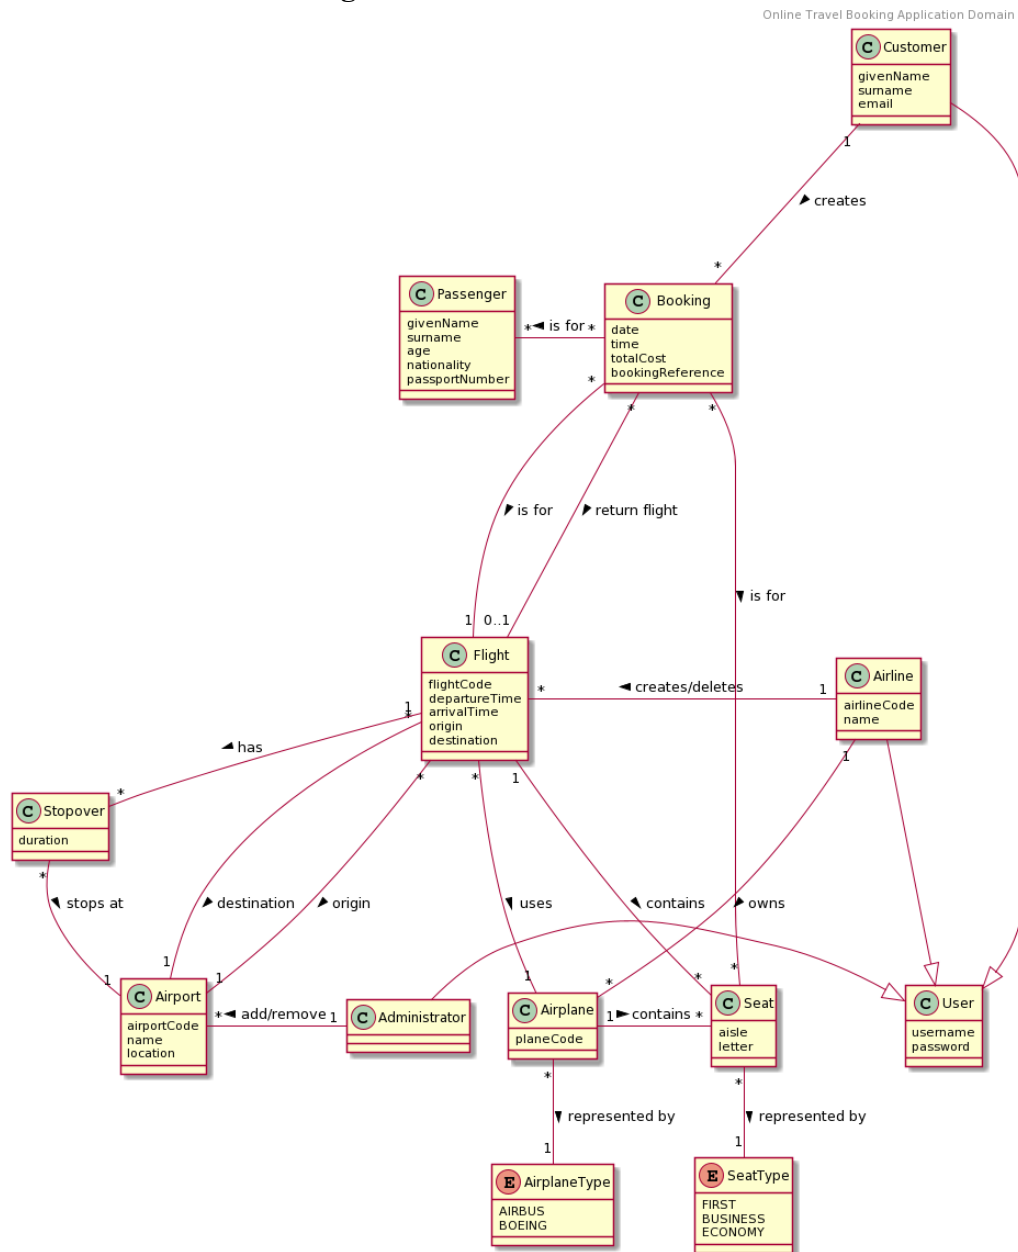 Online Travel Booking Application Domain
C Customer
givenName
surname
email
1
creates
*
C Passenger
givenName
surname
age
nationality
passportNumber
* is for *
C Booking
date
time
totalCost
bookingReference
*
*
*
is for
return flight
is for
1
0..1
C Flight
flightCode
departureTime
arrivalTime
origin
destination
* creates/deletes 1
C Airline
airlineCode
name
1
*
has
*
*
*
1
1
C Stopover
duration
*
stops at
destination
origin
uses
contains
owns
1
1
1
1
*
*
*
C Airport
airportCode
name
location
* add/remove 1
C Administrator
C Airplane
planeCode
1 contains *
C Seat
aisle
letter
C User
username
password
*
represented by
1
*
represented by
1
E AirplaneType
AIRBUS
BOEING
E SeatType
FIRST
BUSINESS
ECONOMY